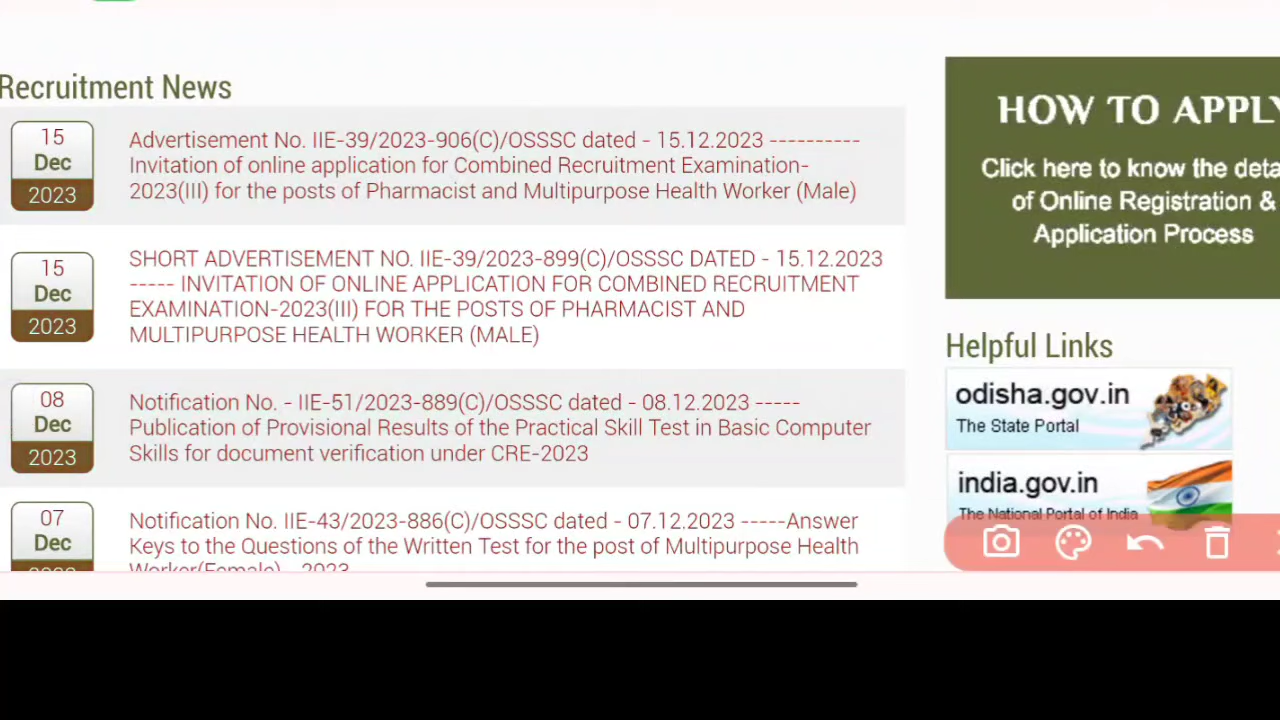 Recruitment News
15
Dec
2023
Advertisement No. IIE-39/2023-906(C)/OSSSC dated - 15.12.2023 ----------
Invitation of online application for Combined Recruitment Examination-
2023(III) for the posts of Pharmacist and Multipurpose Health Worker (Male)
15
Dec
2023
SHORT ADVERTISEMENT NO. IIE-39/2023-899(C)/OSSSC DATED - 15.12.2023
----- INVITATION OF ONLINE APPLICATION FOR COMBINED RECRUITMENT
EXAMINATION-2023(III) FOR THE POSTS OF PHARMACIST AND
MULTIPURPOSE HEALTH WORKER (MALE)
08
Dec
2023
Notification No. - IIE-51/2023-889(C)/OSSSC dated - 08.12.2023 -----
Publication of Provisional Results of the Practical Skill Test in Basic Computer
Skills for document verification under CRE-2023
07
Dec
2023
Notification No. IIE-43/2023-886(C)/OSSSC dated - 07.12.2023 -----Answer
Keys to the Questions of the Written Test for the post of Multipurpose Health
Worker(Female) - 2023
HOW TO APPLY
Click here to know the deta
of Online Registration &
Application Process
Helpful Links
odisha.gov.in
The State Portal
india.gov.in
The National Portal of India